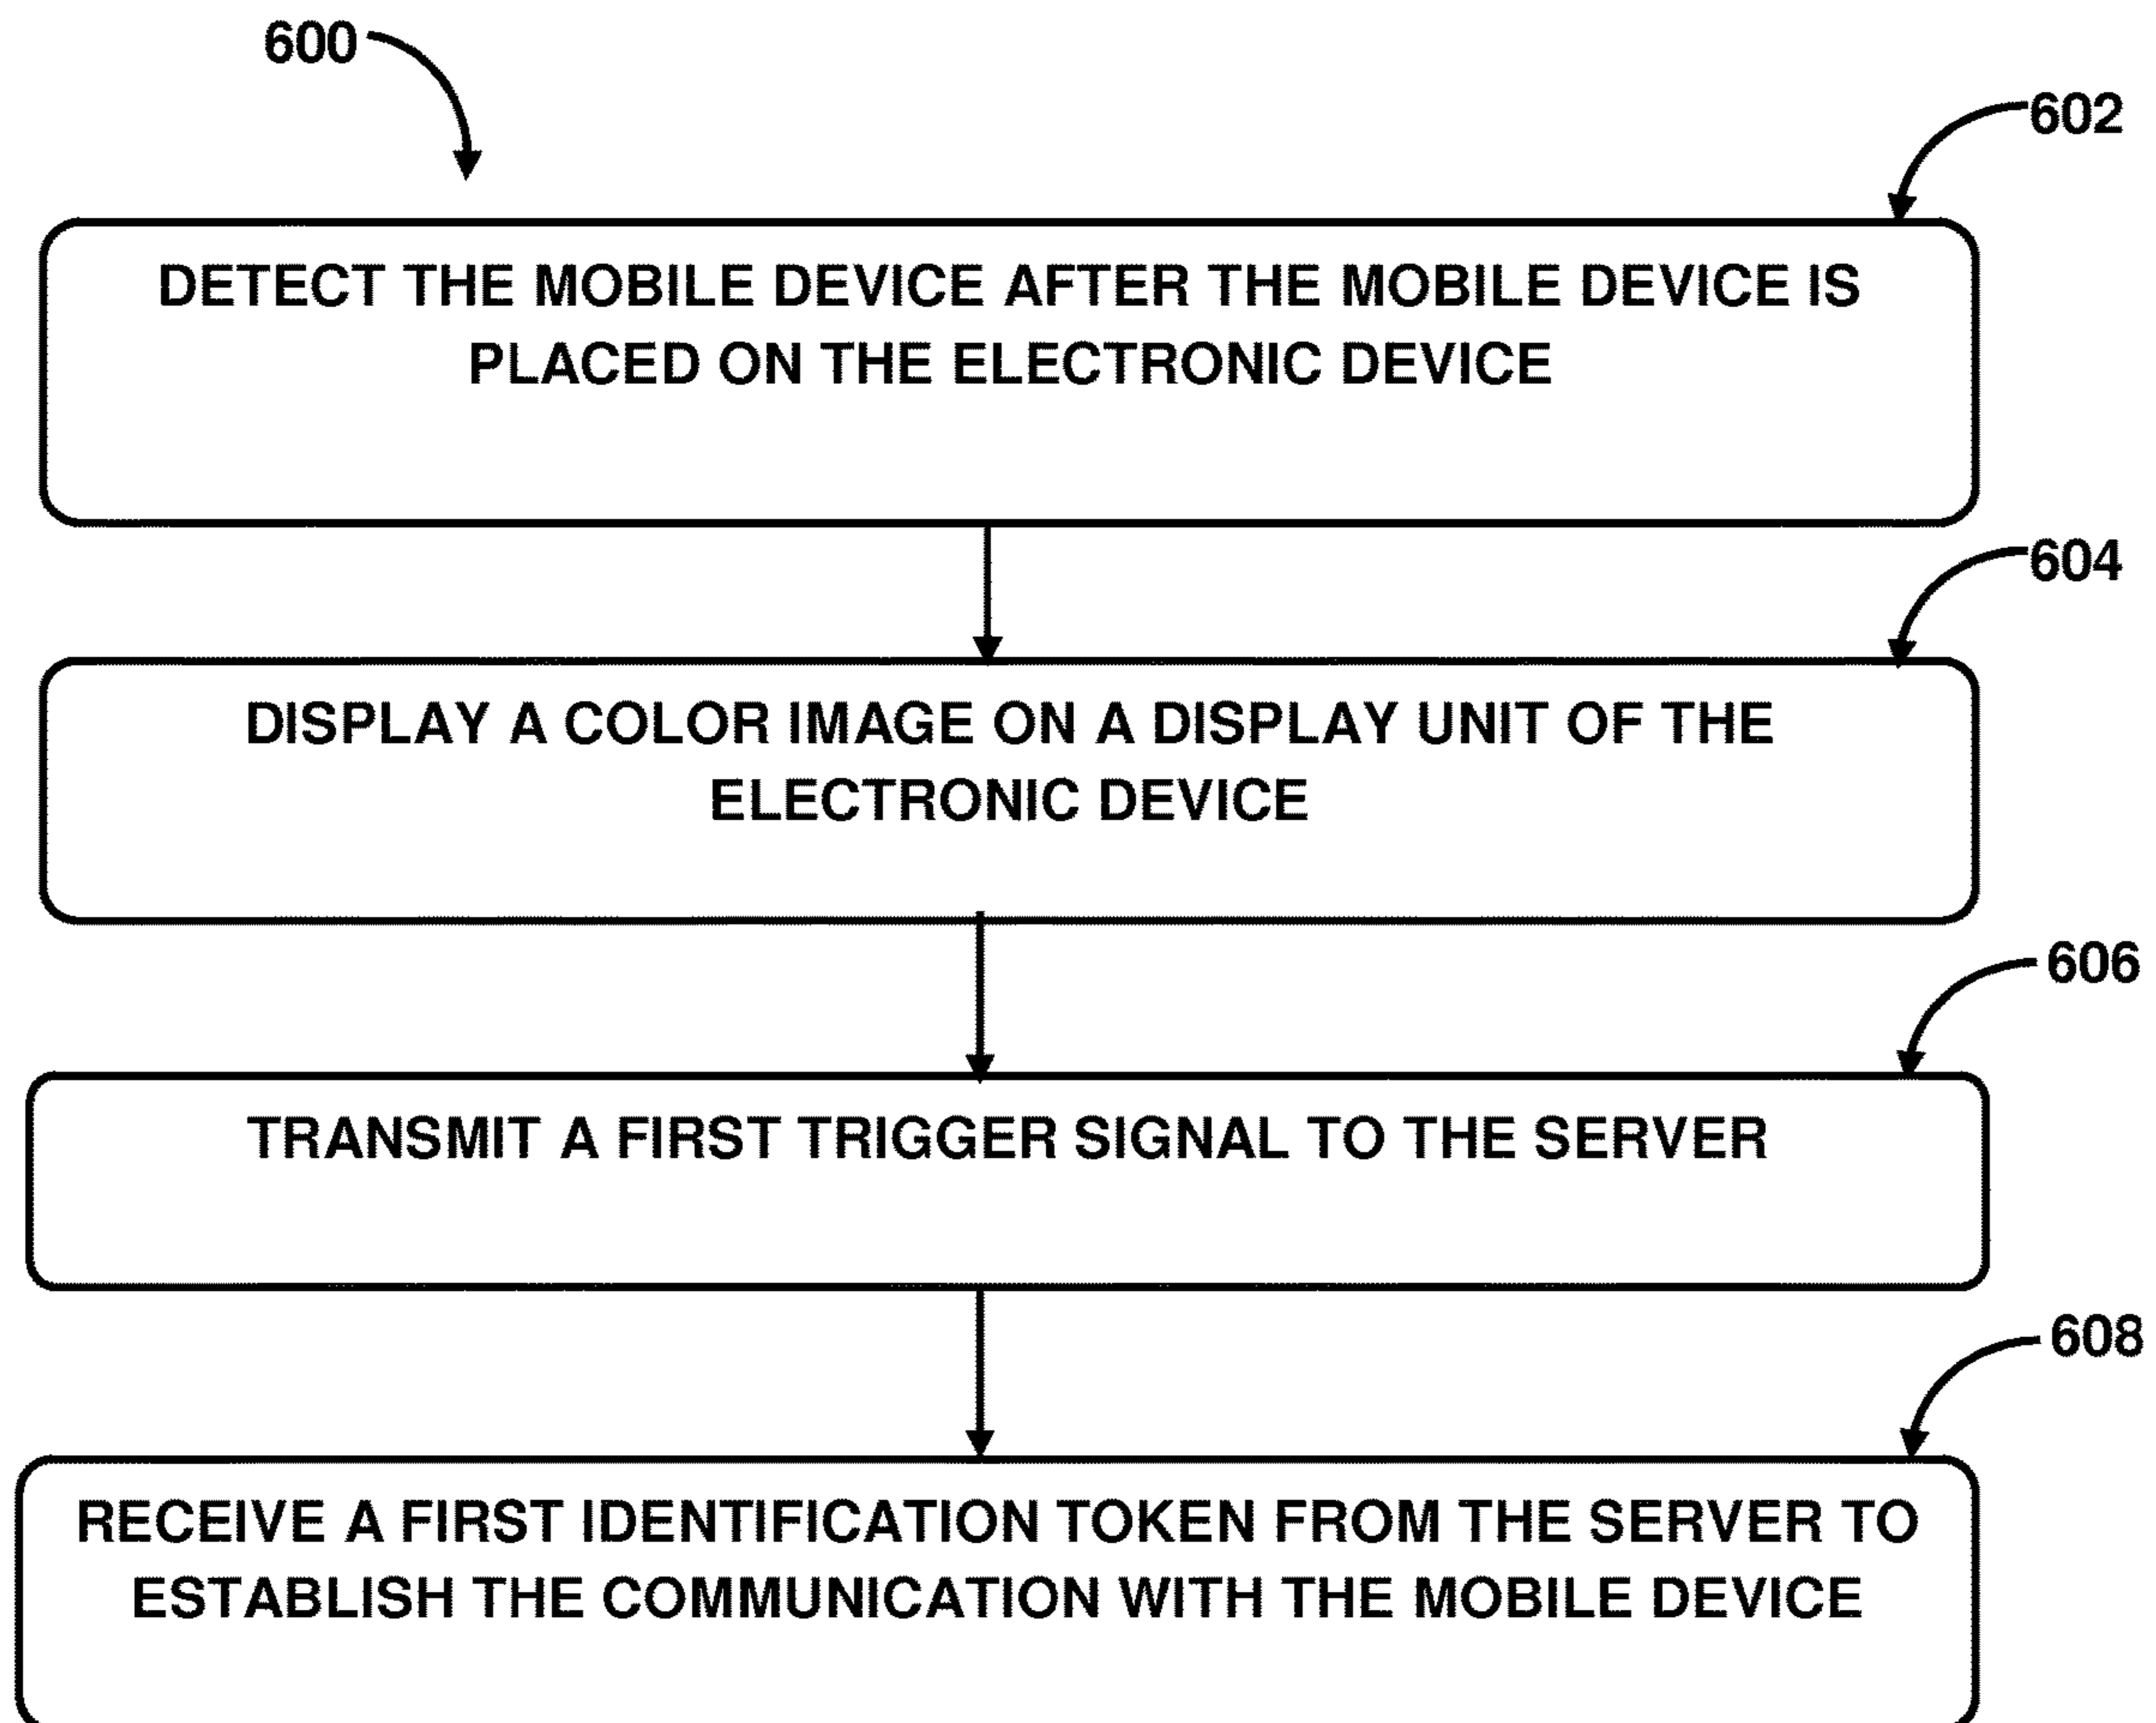 600
602
DETECT THE MOBILE DEVICE AFTER THE MOBILE DEVICE IS
PLACED ON THE ELECTRONIC DEVICE
604
DISPLAY A COLOR IMAGE ON A DISPLAY UNIT OF THE
ELECTRONIC DEVICE
606
TRANSMIT A FIRST TRIGGER SIGNAL TO THE SERVER
608
RECEIVE A FIRST IDENTIFICATION TOKEN FROM THE SERVER TO
ESTABLISH THE COMMUNICATION WITH THE MOBILE DEVICE